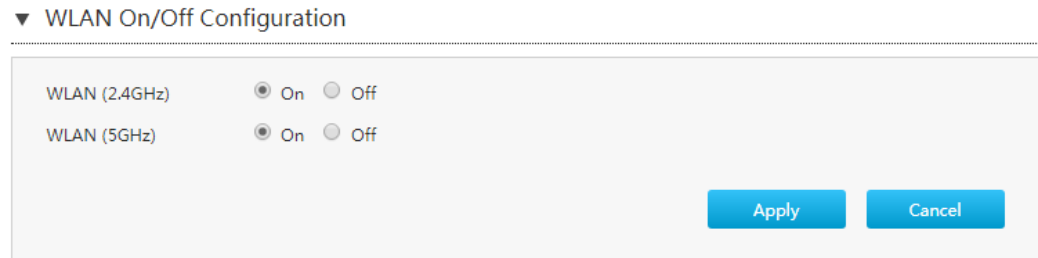 WLAN On/Off Configuration
WLAN (2.4GHz) On Off
WLAN (5GHz) On Off
Apply Cancel